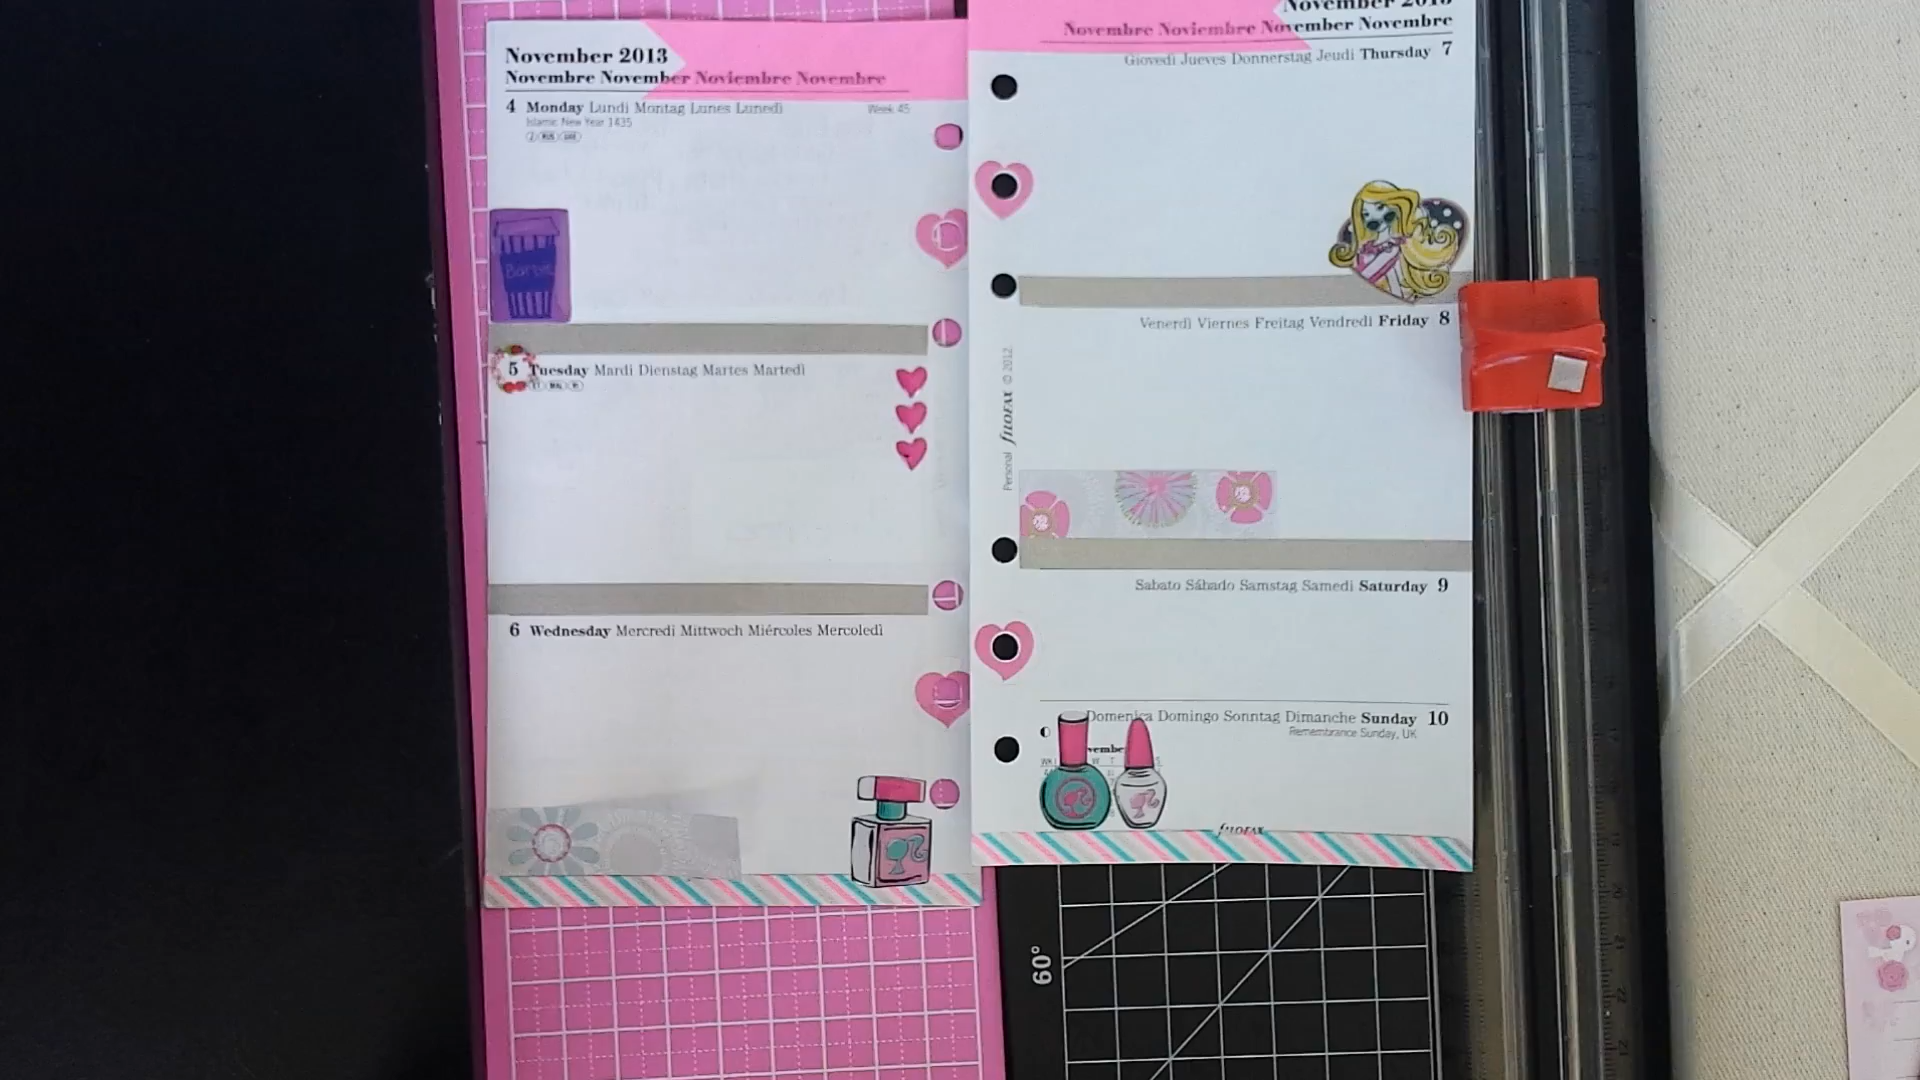 November 2013
Novembre November Noviembre Novembre
4 Monday Lundi Montag Lunes Lunedì
Week 45
Islamic New Year 1435
Barbie
5 Tuesday Mardi Dienstag Martes Martedì
6 Wednesday Mercredi Mittwoch Miércoles Mercoledì
November 2013
Novembre Noviembre November Novembre
Giovedì Jueves Donnerstag Jeudi Thursday 7
Venerdì Viernes Freitag Vendredi Friday 8
Personal filofax © 2012
Sabato Sábado Samstag Samedi Saturday 9
Domenica Domingo Sonntag Dimanche Sunday 10
Remembrance Sunday, UK
filofax
60°